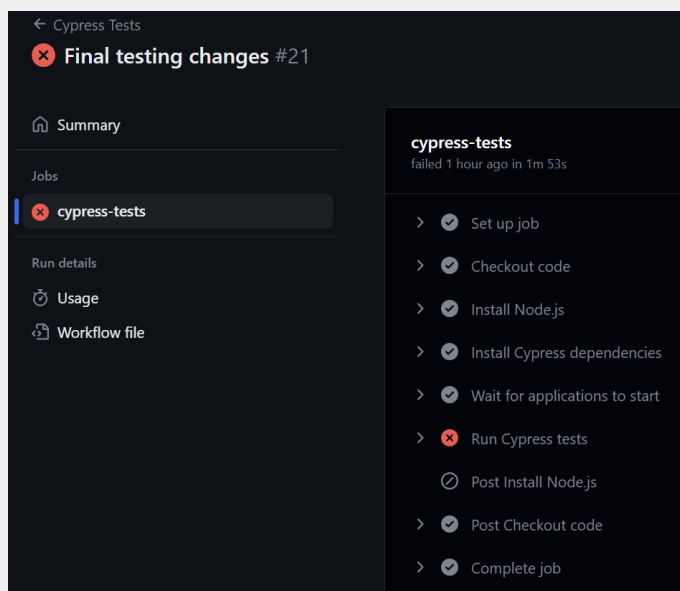 Cypress Tests
Final testing changes #21
Summary
Jobs
cypress-tests
Run details
Usage
Workflow file
cypress-tests
failed 1 hour ago in 1m 53s
Set up job
Checkout code
Install Node.js
Install Cypress dependencies
Wait for applications to start
Run Cypress tests
Post Install Node.js
Post Checkout code
Complete job